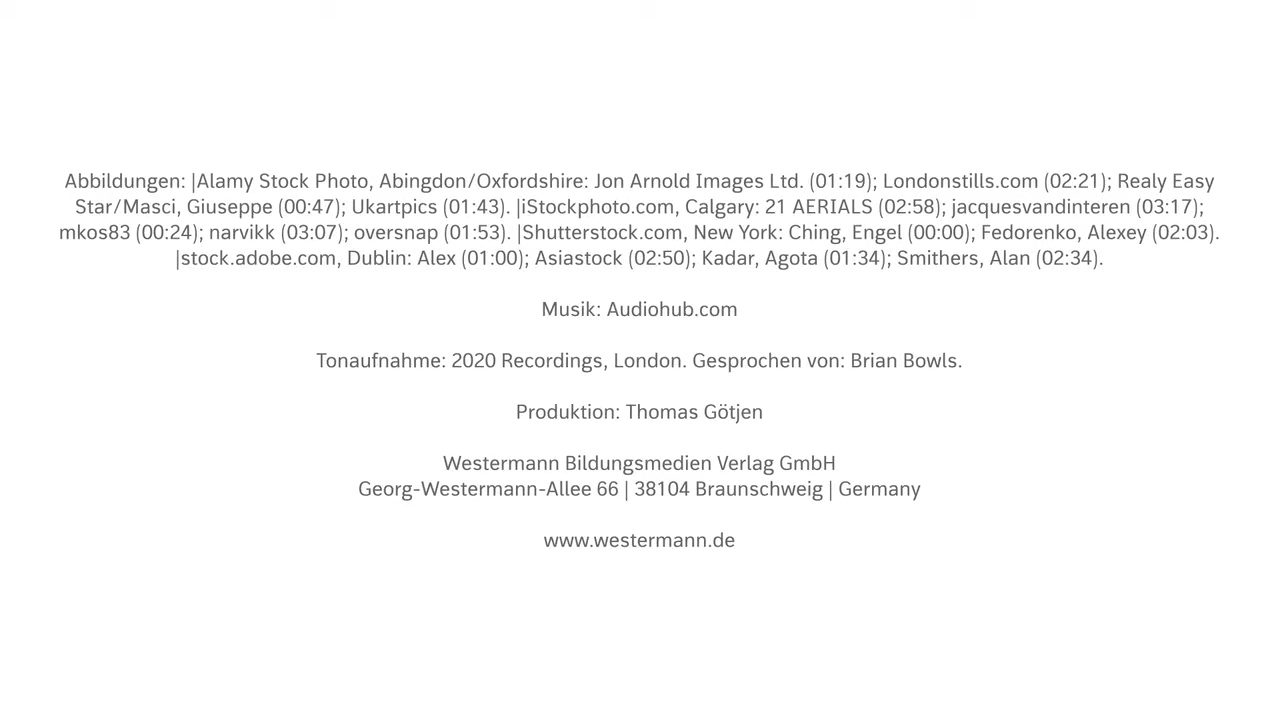 Abbildungen: |Alamy Stock Photo, Abingdon/Oxfordshire: Jon Arnold Images Ltd. (01:19); Londonstills.com (02:21); Realy Easy
Star/Masci, Giuseppe (00:47); Ukartpics (01:43). |iStockphoto.com, Calgary: 21 AERIALS (02:58); jacquesvandinteren (03:17);
mkos83 (00:24); narvikk (03:07); oversnap (01:53). |Shutterstock.com, New York: Ching, Engel (00:00); Fedorenko, Alexey (02:03).
|stock.adobe.com, Dublin: Alex (01:00); Asiastock (02:50); Kadar, Agota (01:34); Smithers, Alan (02:34).
Musik: Audiohub.com
Tonaufnahme: 2020 Recordings, London. Gesprochen von: Brian Bowls.
Produktion: Thomas Götjen
Westermann Bildungsmedien Verlag GmbH
Georg-Westermann-Allee 66 | 38104 Braunschweig | Germany
www.westermann.de